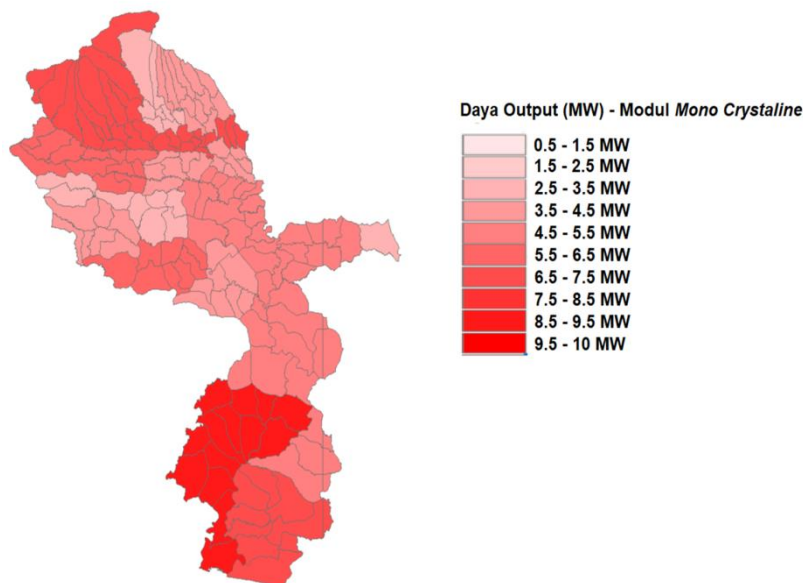 Daya Output (MW) - Modul Mono Crystaline
0.5 - 1.5 MW
1.5 - 2.5 MW
2.5 - 3.5 MW
3.5 - 4.5 MW
4.5 - 5.5 MW
5.5 - 6.5 MW
6.5 - 7.5 MW
7.5 - 8.5 MW
8.5 - 9.5 MW
9.5 - 10 MW